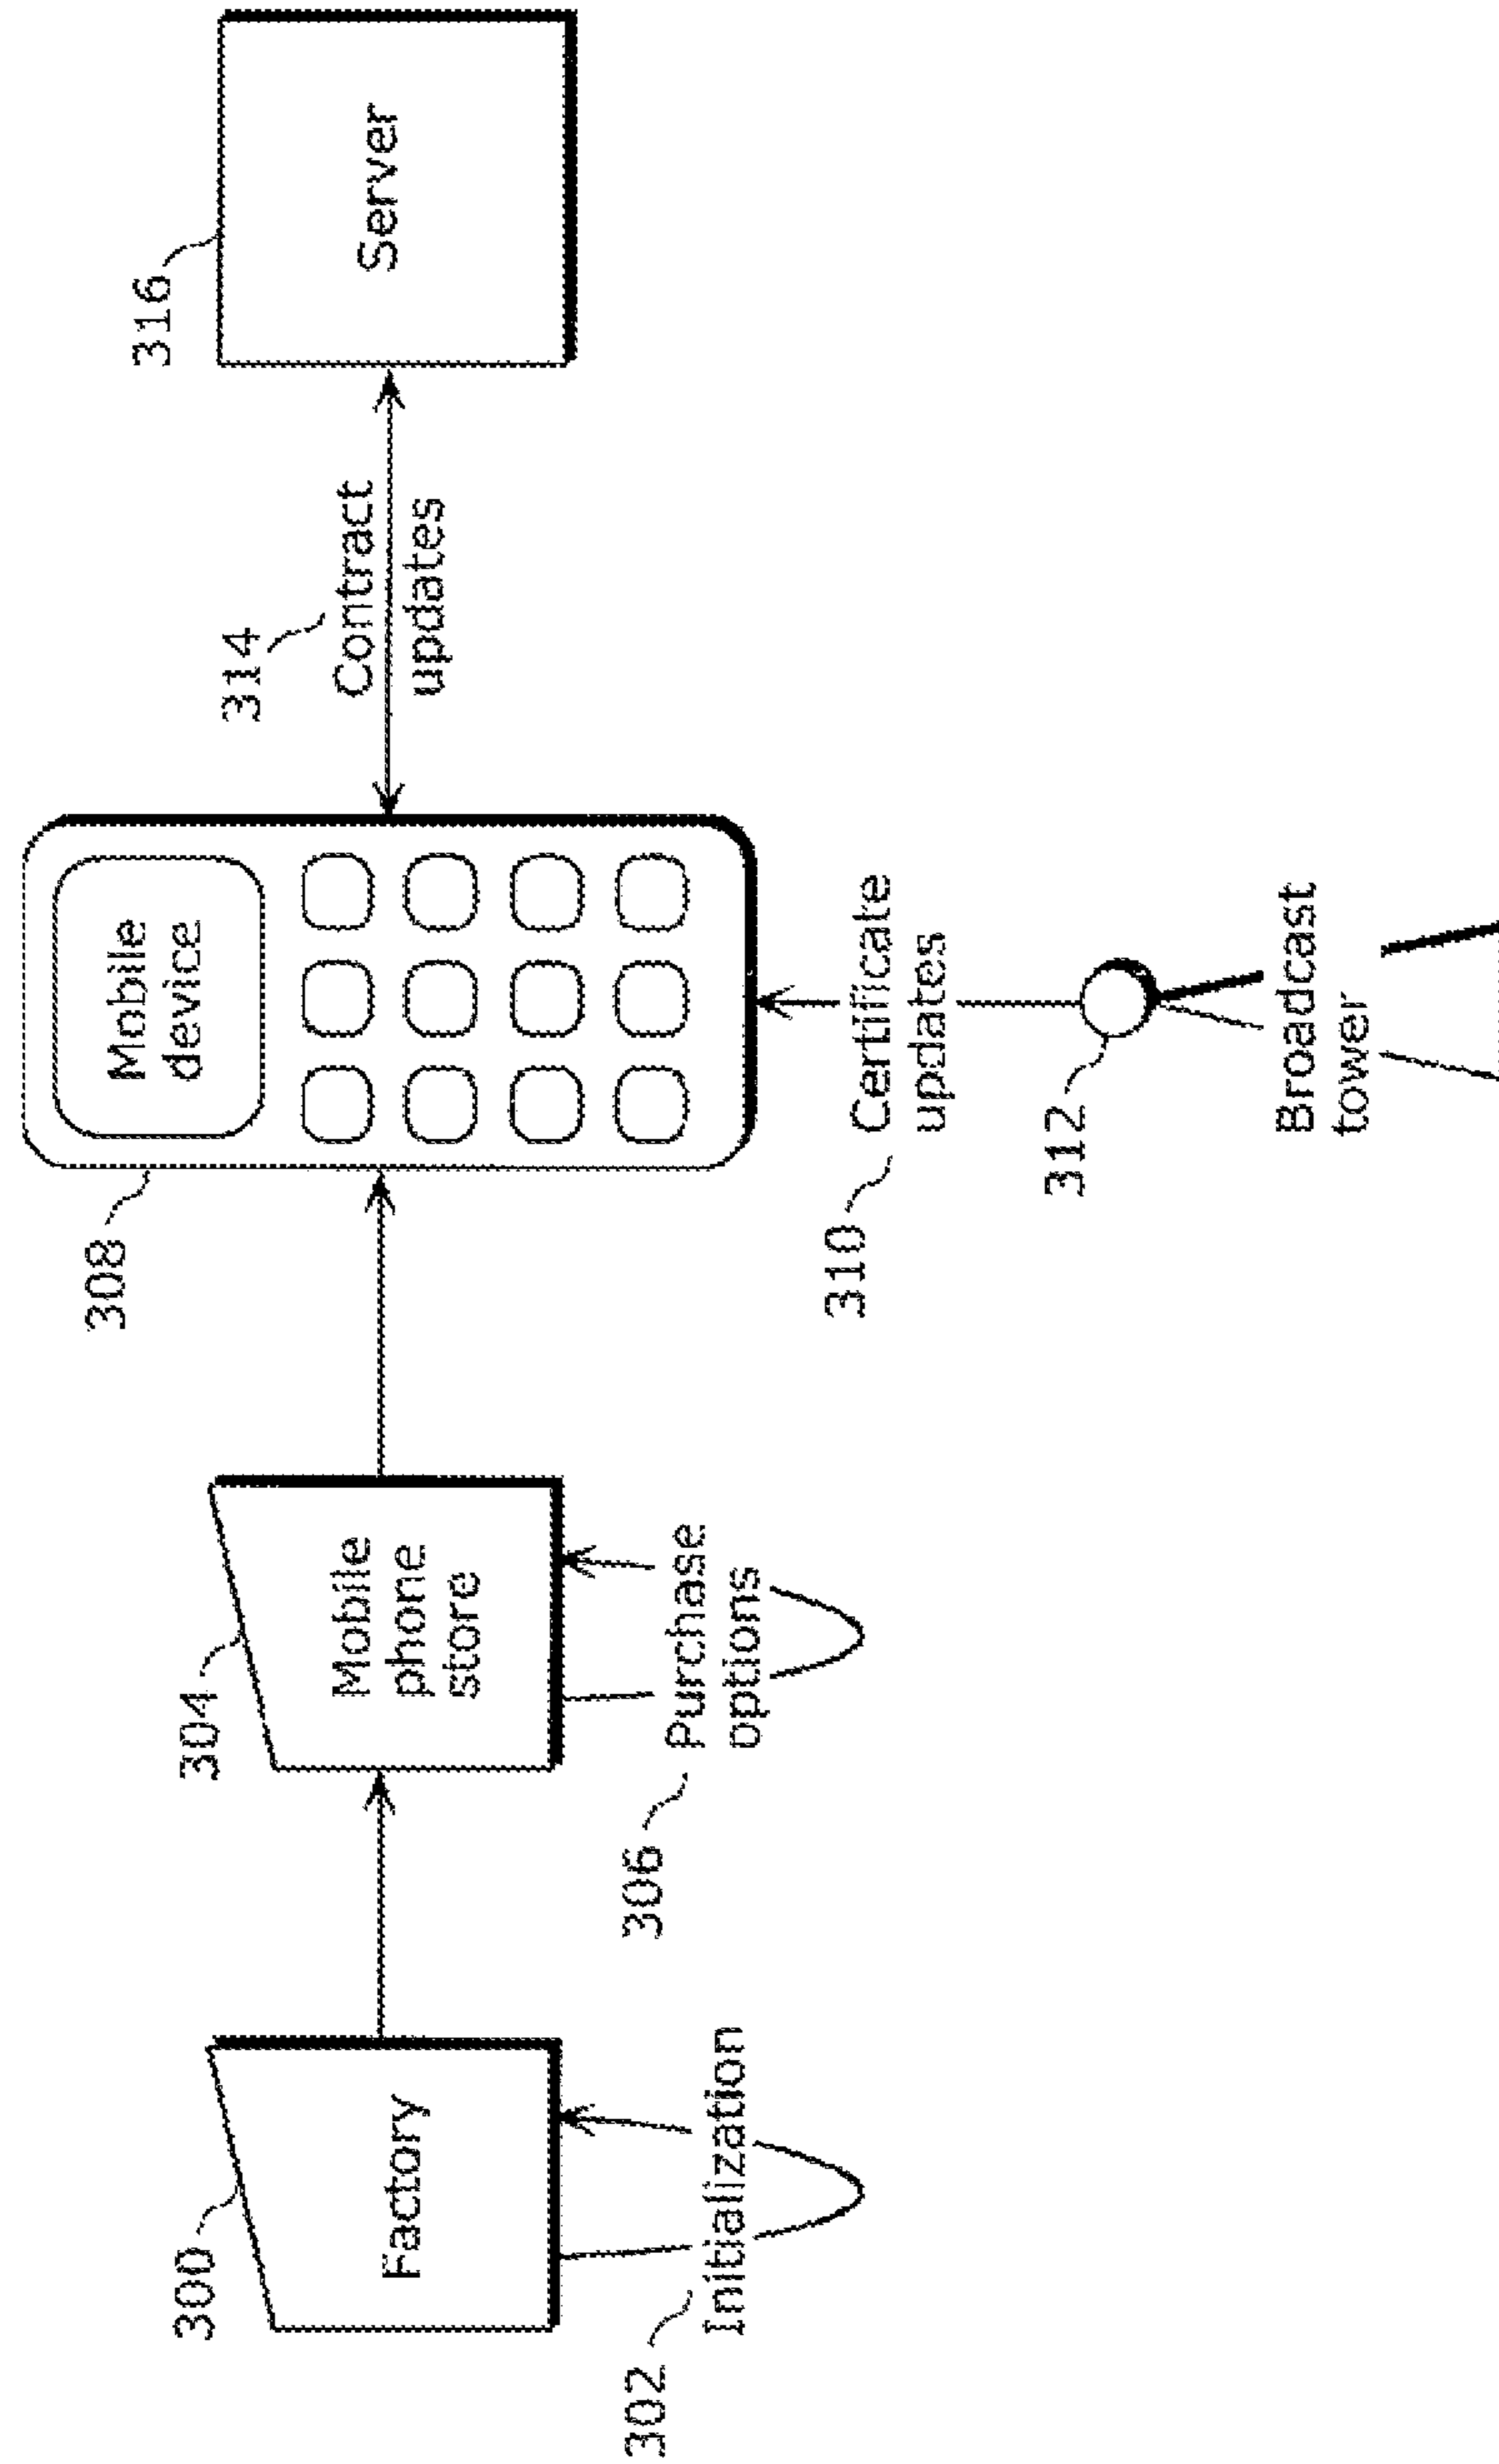 300
Factory
302
Initialization
304
Mobile
phone
store
306
Purchase
options
308
Mobile
device
310
Certificate
updates
312
Broadcast
tower
314
Contract
updates
316
Server